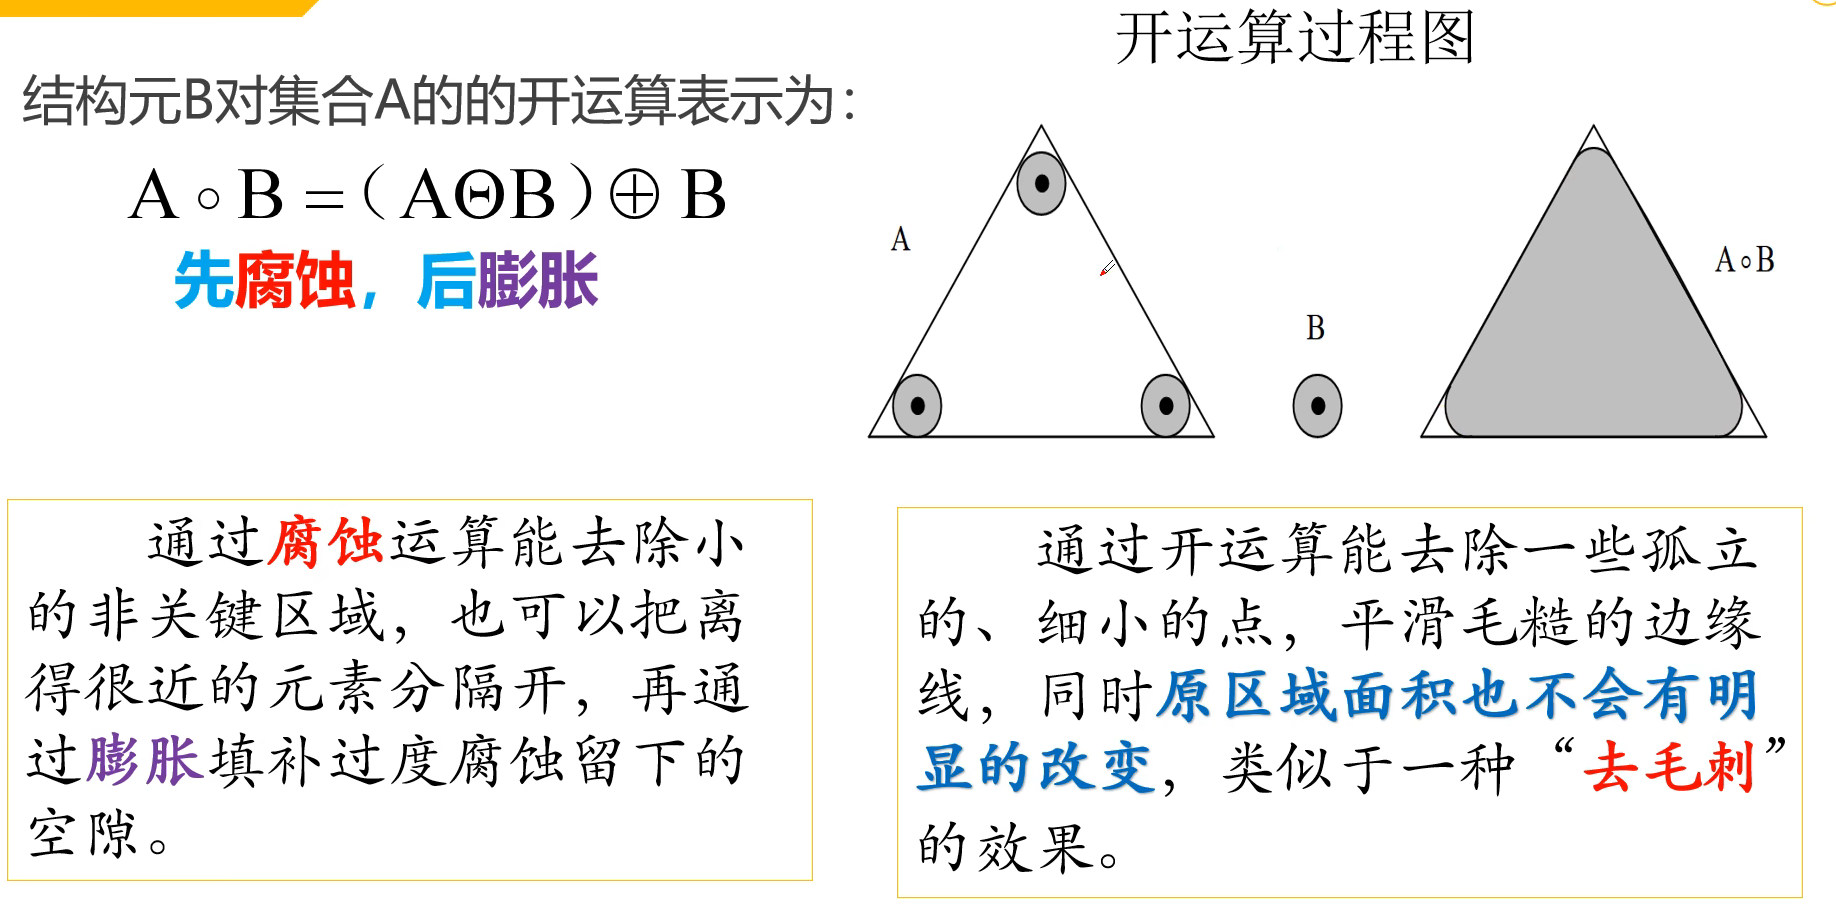 开运算过程图
结构元B对集合A的的开运算表示为：
A∘B＝（AΘB）⊕B
先腐蚀，后膨胀
A
B
A∘B
通过腐蚀运算能去除小
的非关键区域，也可以把离
得很近的元素分隔开，再通
过膨胀填补过度腐蚀留下的
空隙。
通过开运算能去除一些孤立
的、细小的点，平滑毛糙的边缘
线，同时原区域面积也不会有明
显的改变，类似于一种“去毛刺”
的效果。